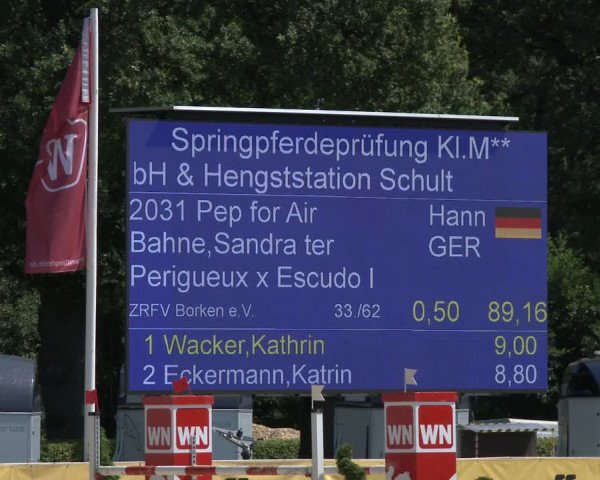 Springpferdeprüfung Kl.M**
bH & Hengststation Schult
2031 Pep for Air Hann
Bahne,Sandra ter GER
Perigueux x Escudo I
ZRFV Borken e.V. 33./62 0,50 89,16
1 Wacker,Kathrin 9,00
2 Eckermann,Katrin 8,80
W
WN WN
WN WN